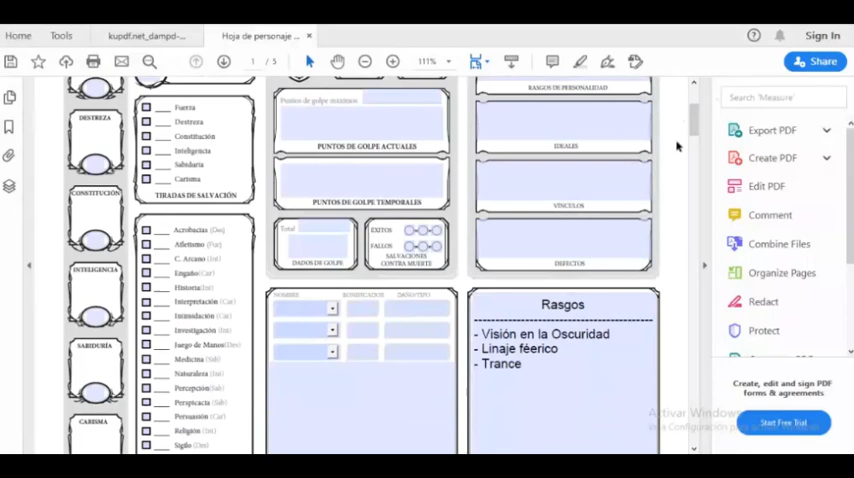 Home
Tools
kupdf.net_dampd-...
Hoja de personaje ...
×
Sign In
1 / 5
111%
Share
DESTREZA
CONSTITUCIÓN
INTELIGENCIA
SABIDURÍA
CARISMA
Fuerza
Destreza
Constitución
Inteligencia
Sabiduria
Carisma
TIRADAS DE SALVACIÓN
Acrobacias (Des)
Atletismo (Fue)
C. Arcano (Int)
Engaño(Car)
Historia(Int)
Interpretación (Car)
Intimidación (Car)
Investigación (Int)
Juego de Manos(Des)
Medicina (Sab)
Naturaleza (Int)
Percepción(Sab)
Perspicacia (Sab)
Persuasión (Car)
Religión (Int)
Sigilo (Des)
Puntos de golpe máximos
PUNTOS DE GOLPE ACTUALES
PUNTOS DE GOLPE TEMPORALES
Total
DADOS DE GOLPE
EXITOS
FALLOS
SALVACIONES
CONTRA MUERTE
NOMBRE BONIFICADOR DAÑO/TIPO
RASGOS DE PERSONALIDAD
IDEALES
VINCULOS
DEFECTOS
Rasgos
- Visión en la Oscuridad
- Linaje féerico
- Trance
Search 'Measure'
Export PDF
Create PDF
Edit PDF
Comment
Combine Files
Organize Pages
Redact
Protect
Create, edit and sign PDF
forms & agreements
Activar Windows
Ve a Configuración para
Start Free Trial